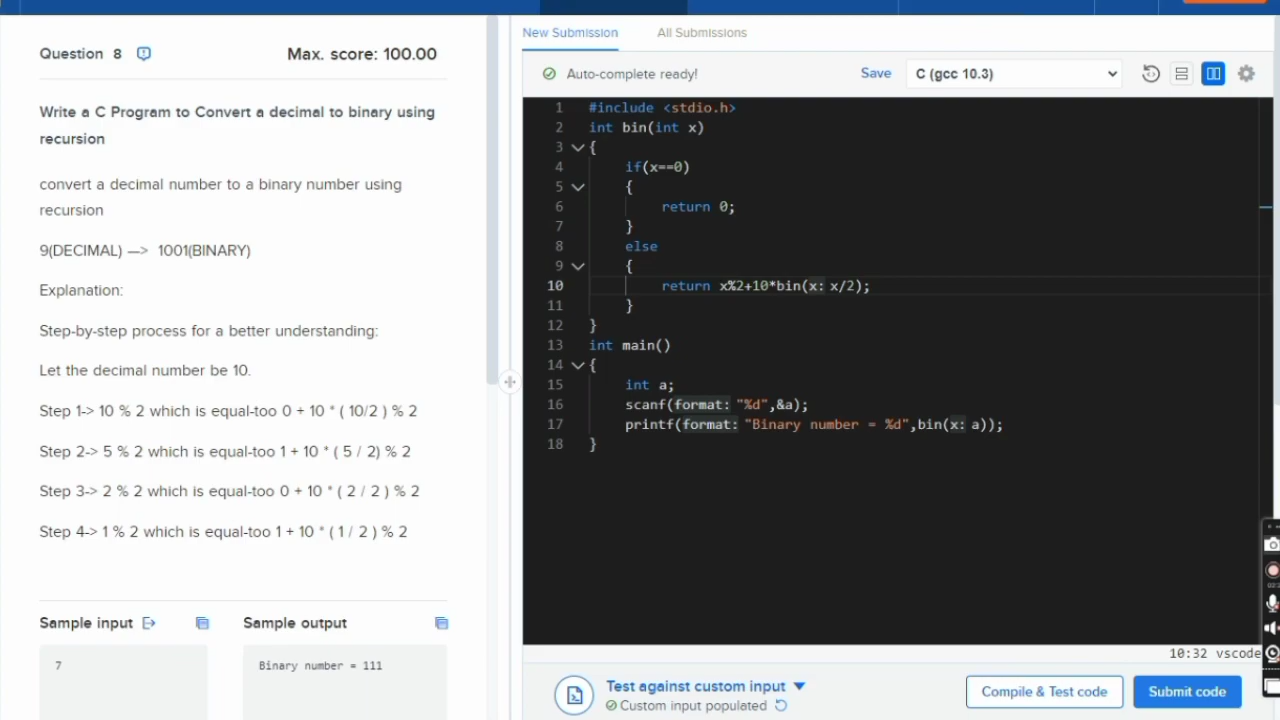 Question 8
Max. score: 100.00
Write a C Program to Convert a decimal to binary using
recursion
convert a decimal number to a binary number using
recursion
9(DECIMAL) —> 1001(BINARY)
Explanation:
Step-by-step process for a better understanding:
Let the decimal number be 10.
Step 1-> 10 % 2 which is equal-too 0 + 10 * ( 10/2 ) % 2
Step 2-> 5 % 2 which is equal-too 1 + 10 * ( 5 / 2) % 2
Step 3-> 2 % 2 which is equal-too 0 + 10 * ( 2 / 2 ) % 2
Step 4-> 1 % 2 which is equal-too 1 + 10 * ( 1 / 2 ) % 2
Sample input
7
Sample output
Binary number = 111
New Submission
All Submissions
Auto-complete ready!
Save
C (gcc 10.3)
1 #include <stdio.h>
2 int bin(int x)
3 {
4 if(x==0)
5 {
6 return 0;
7 }
8 else
9 {
10 return x%2+10*bin(x: x/2);
11 }
12 }
13 int main()
14 {
15 int a;
16 scanf(format: "%d",&a);
17 printf(format: "Binary number = %d",bin(x: a));
18 }
10:32 vscode
Test against custom input
Custom input populated
Compile & Test code
Submit code